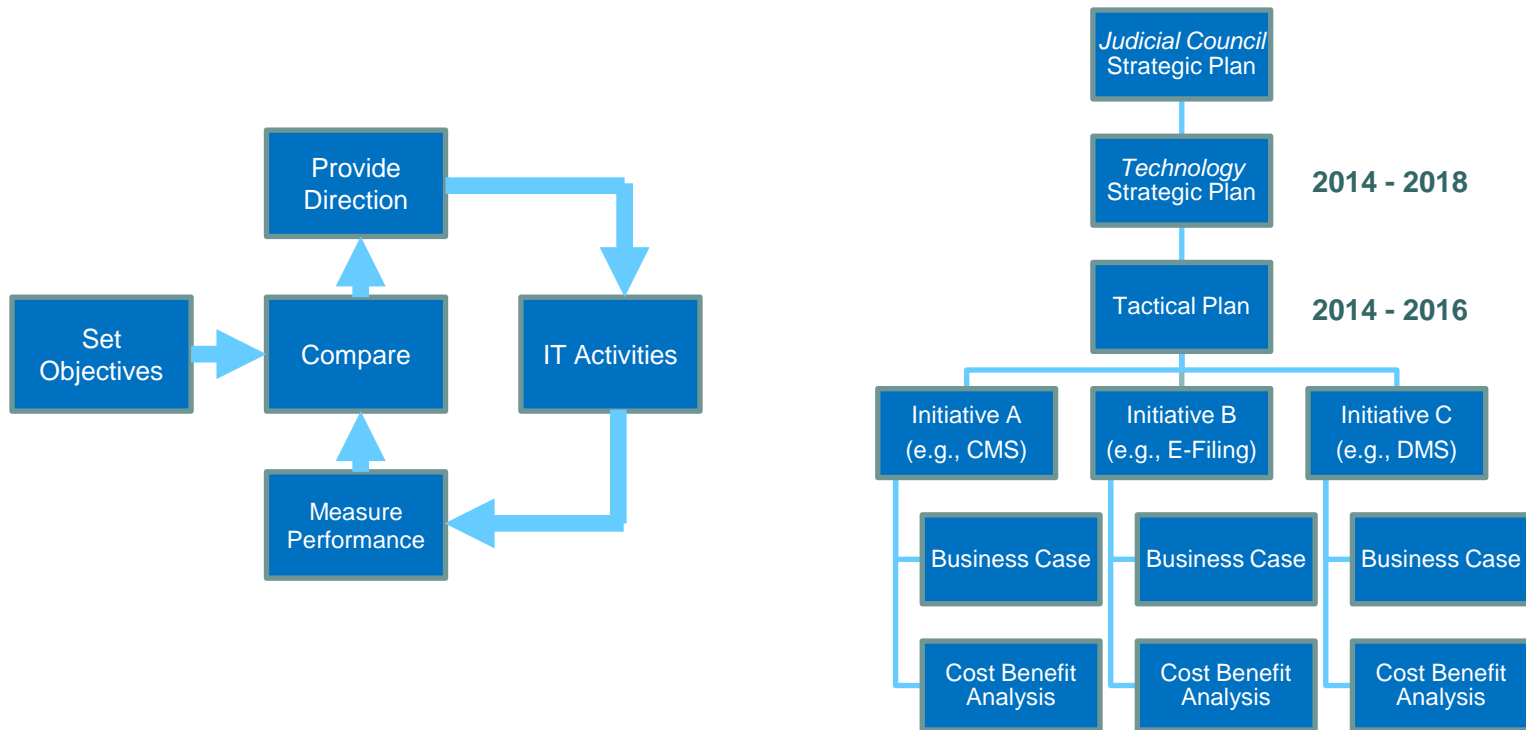 Provide
Direction
Set
Objectives
Compare
IT Activities
Measure
Performance
Judicial Council
Strategic Plan
Technology
Strategic Plan
2014 - 2018
Tactical Plan
2014 - 2016
Initiative A
(e.g., CMS)
Initiative B
(e.g., E-Filing)
Initiative C
(e.g., DMS)
Business Case
Business Case
Business Case
Cost Benefit
Analysis
Cost Benefit
Analysis
Cost Benefit
Analysis